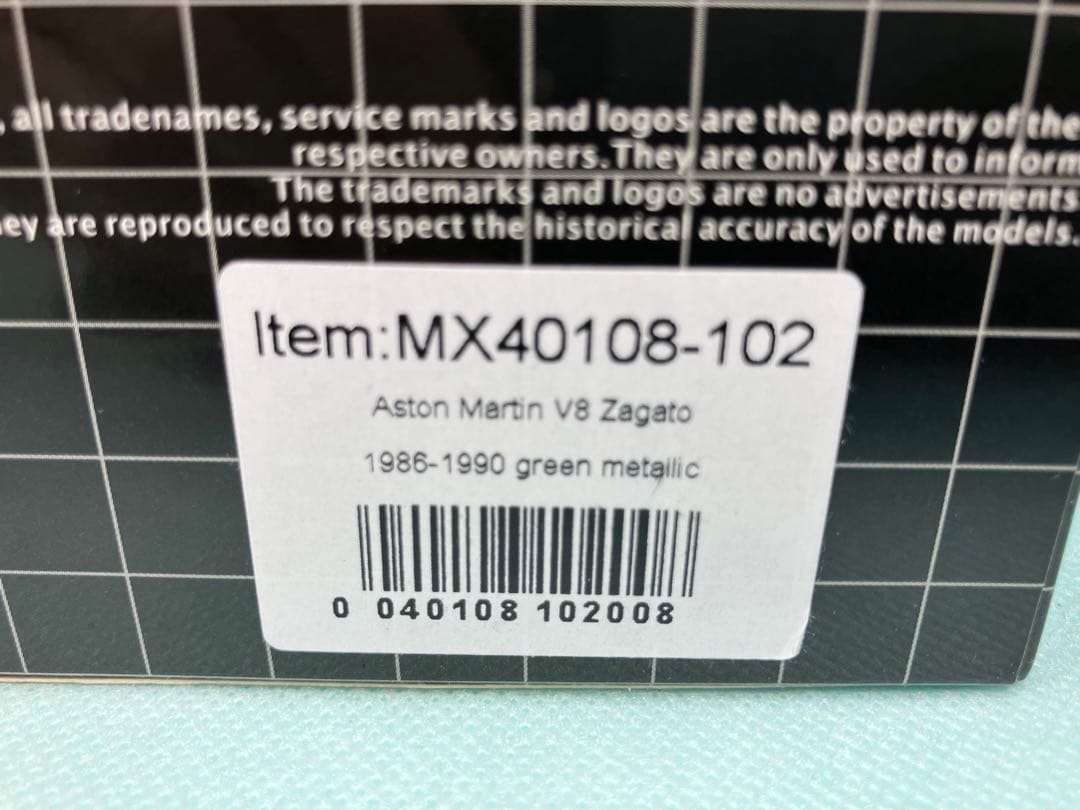 , all tradenames, service marks and logos are the property of the
respective owners. They are only used to inform
The trademarks and logos are no advertisements
ey are reproduced to respect the historical accuracy of the models.
Item:MX40108-102
Aston Martin V8 Zagato
1986-1990 green metallic
0 040108 102008